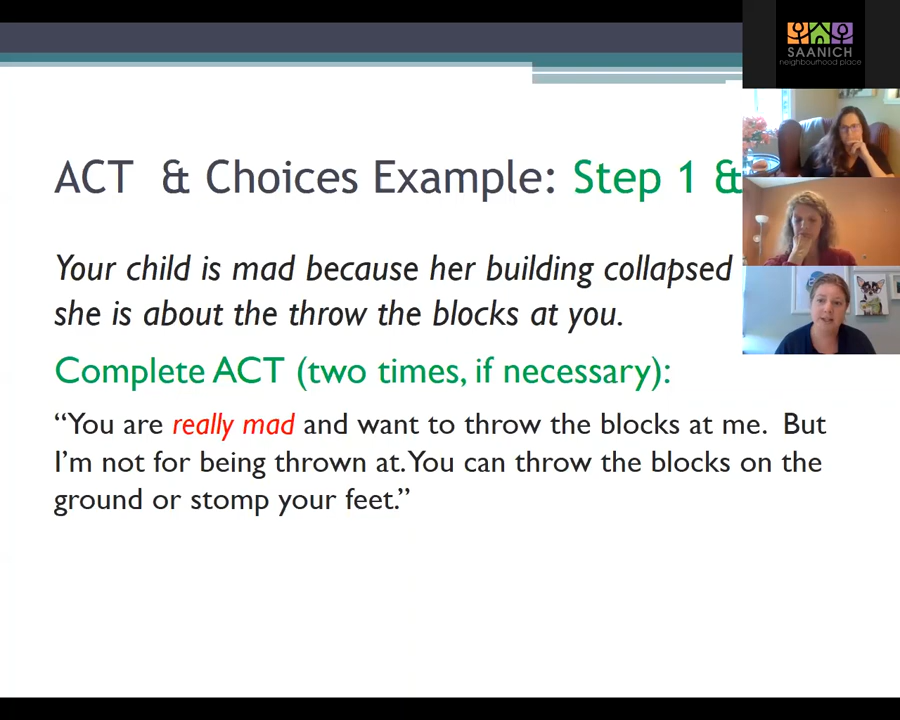 SAANICH
neighbourhood place
ACT & Choices Example: Step 1 &
Your child is mad because her building collapsed
she is about the throw the blocks at you.
Complete ACT (two times, if necessary):
“You are really mad and want to throw the blocks at me. But
I’m not for being thrown at. You can throw the blocks on the
ground or stomp your feet.”